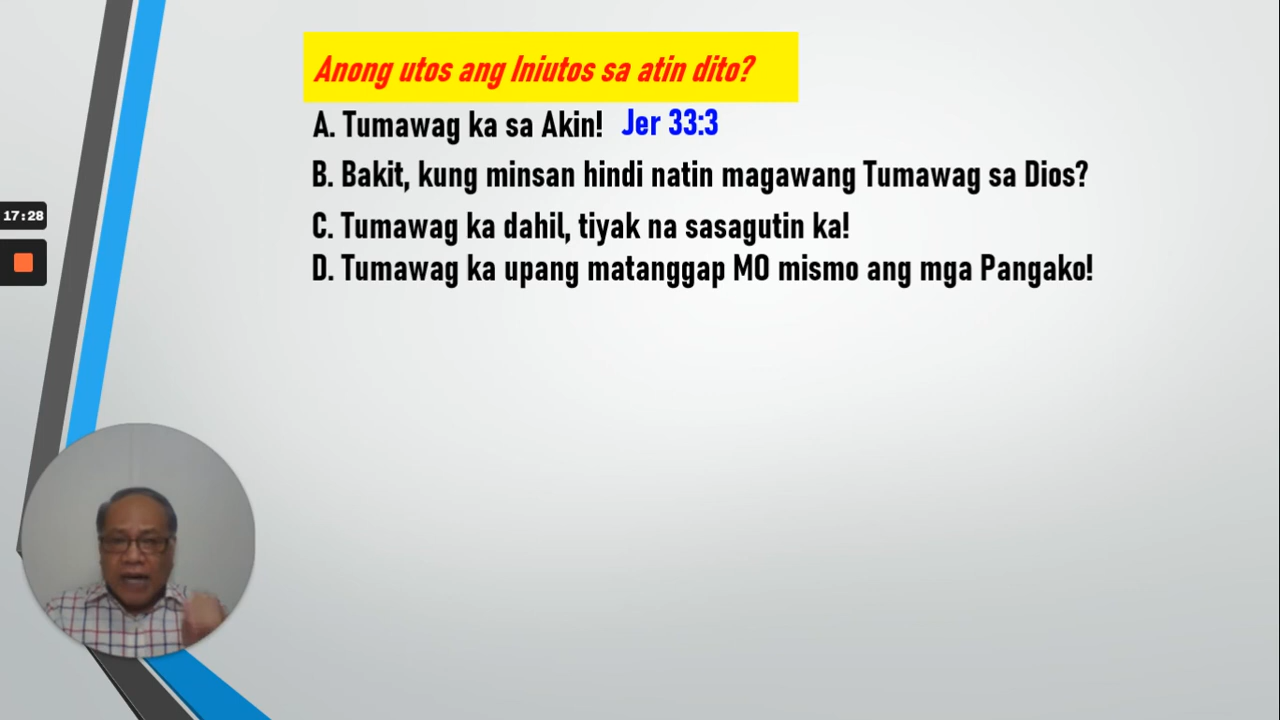 Anong utos ang Iniutos sa atin dito?
A. Tumawag ka sa Akin! Jer 33:3
B. Bakit, kung minsan hindi natin magawang Tumawag sa Dios?
17:28
C. Tumawag ka dahil, tiyak na sasagutin ka!
D. Tumawag ka upang matanggap MO mismo ang mga Pangako!